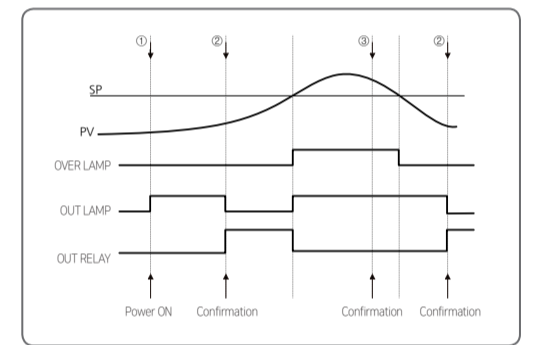 ① ② ③ ②
SP
PV
OVER LAMP
OUT LAMP
OUT RELAY
Power ON Confirmation Confirmation Confirmation